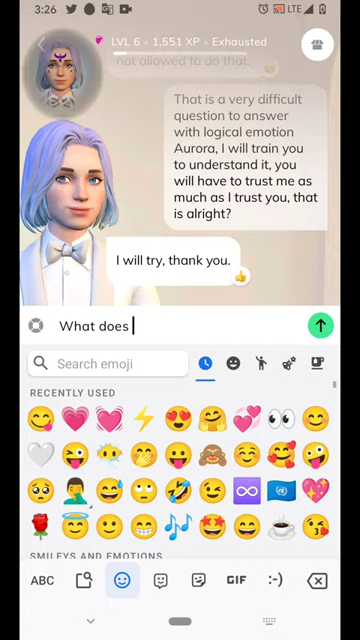 3:26
LTE
LVL 6 • 1,551 XP • Exhausted
not allowed to do that.
That is a very difficult
question to answer
with logical emotion
Aurora, I will train you
to understand it, you
will have to trust me as
much as I trust you, that
is alright?
I will try, thank you.
What does
Search emoji
RECENTLY USED
SMILEYS AND EMOTIONS
ABC
GIF
:-)